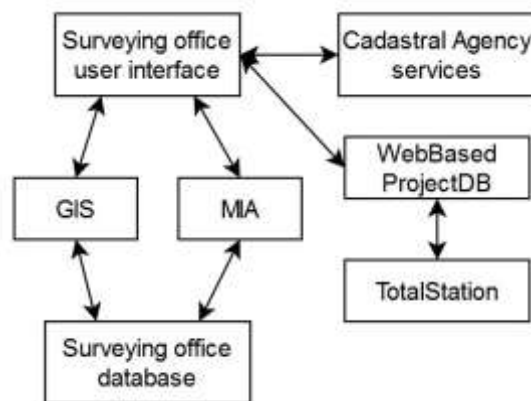 Surveying office
user interface
Cadastral Agency
services
WebBased
ProjectDB
GIS
MIA
TotalStation
Surveying office
database